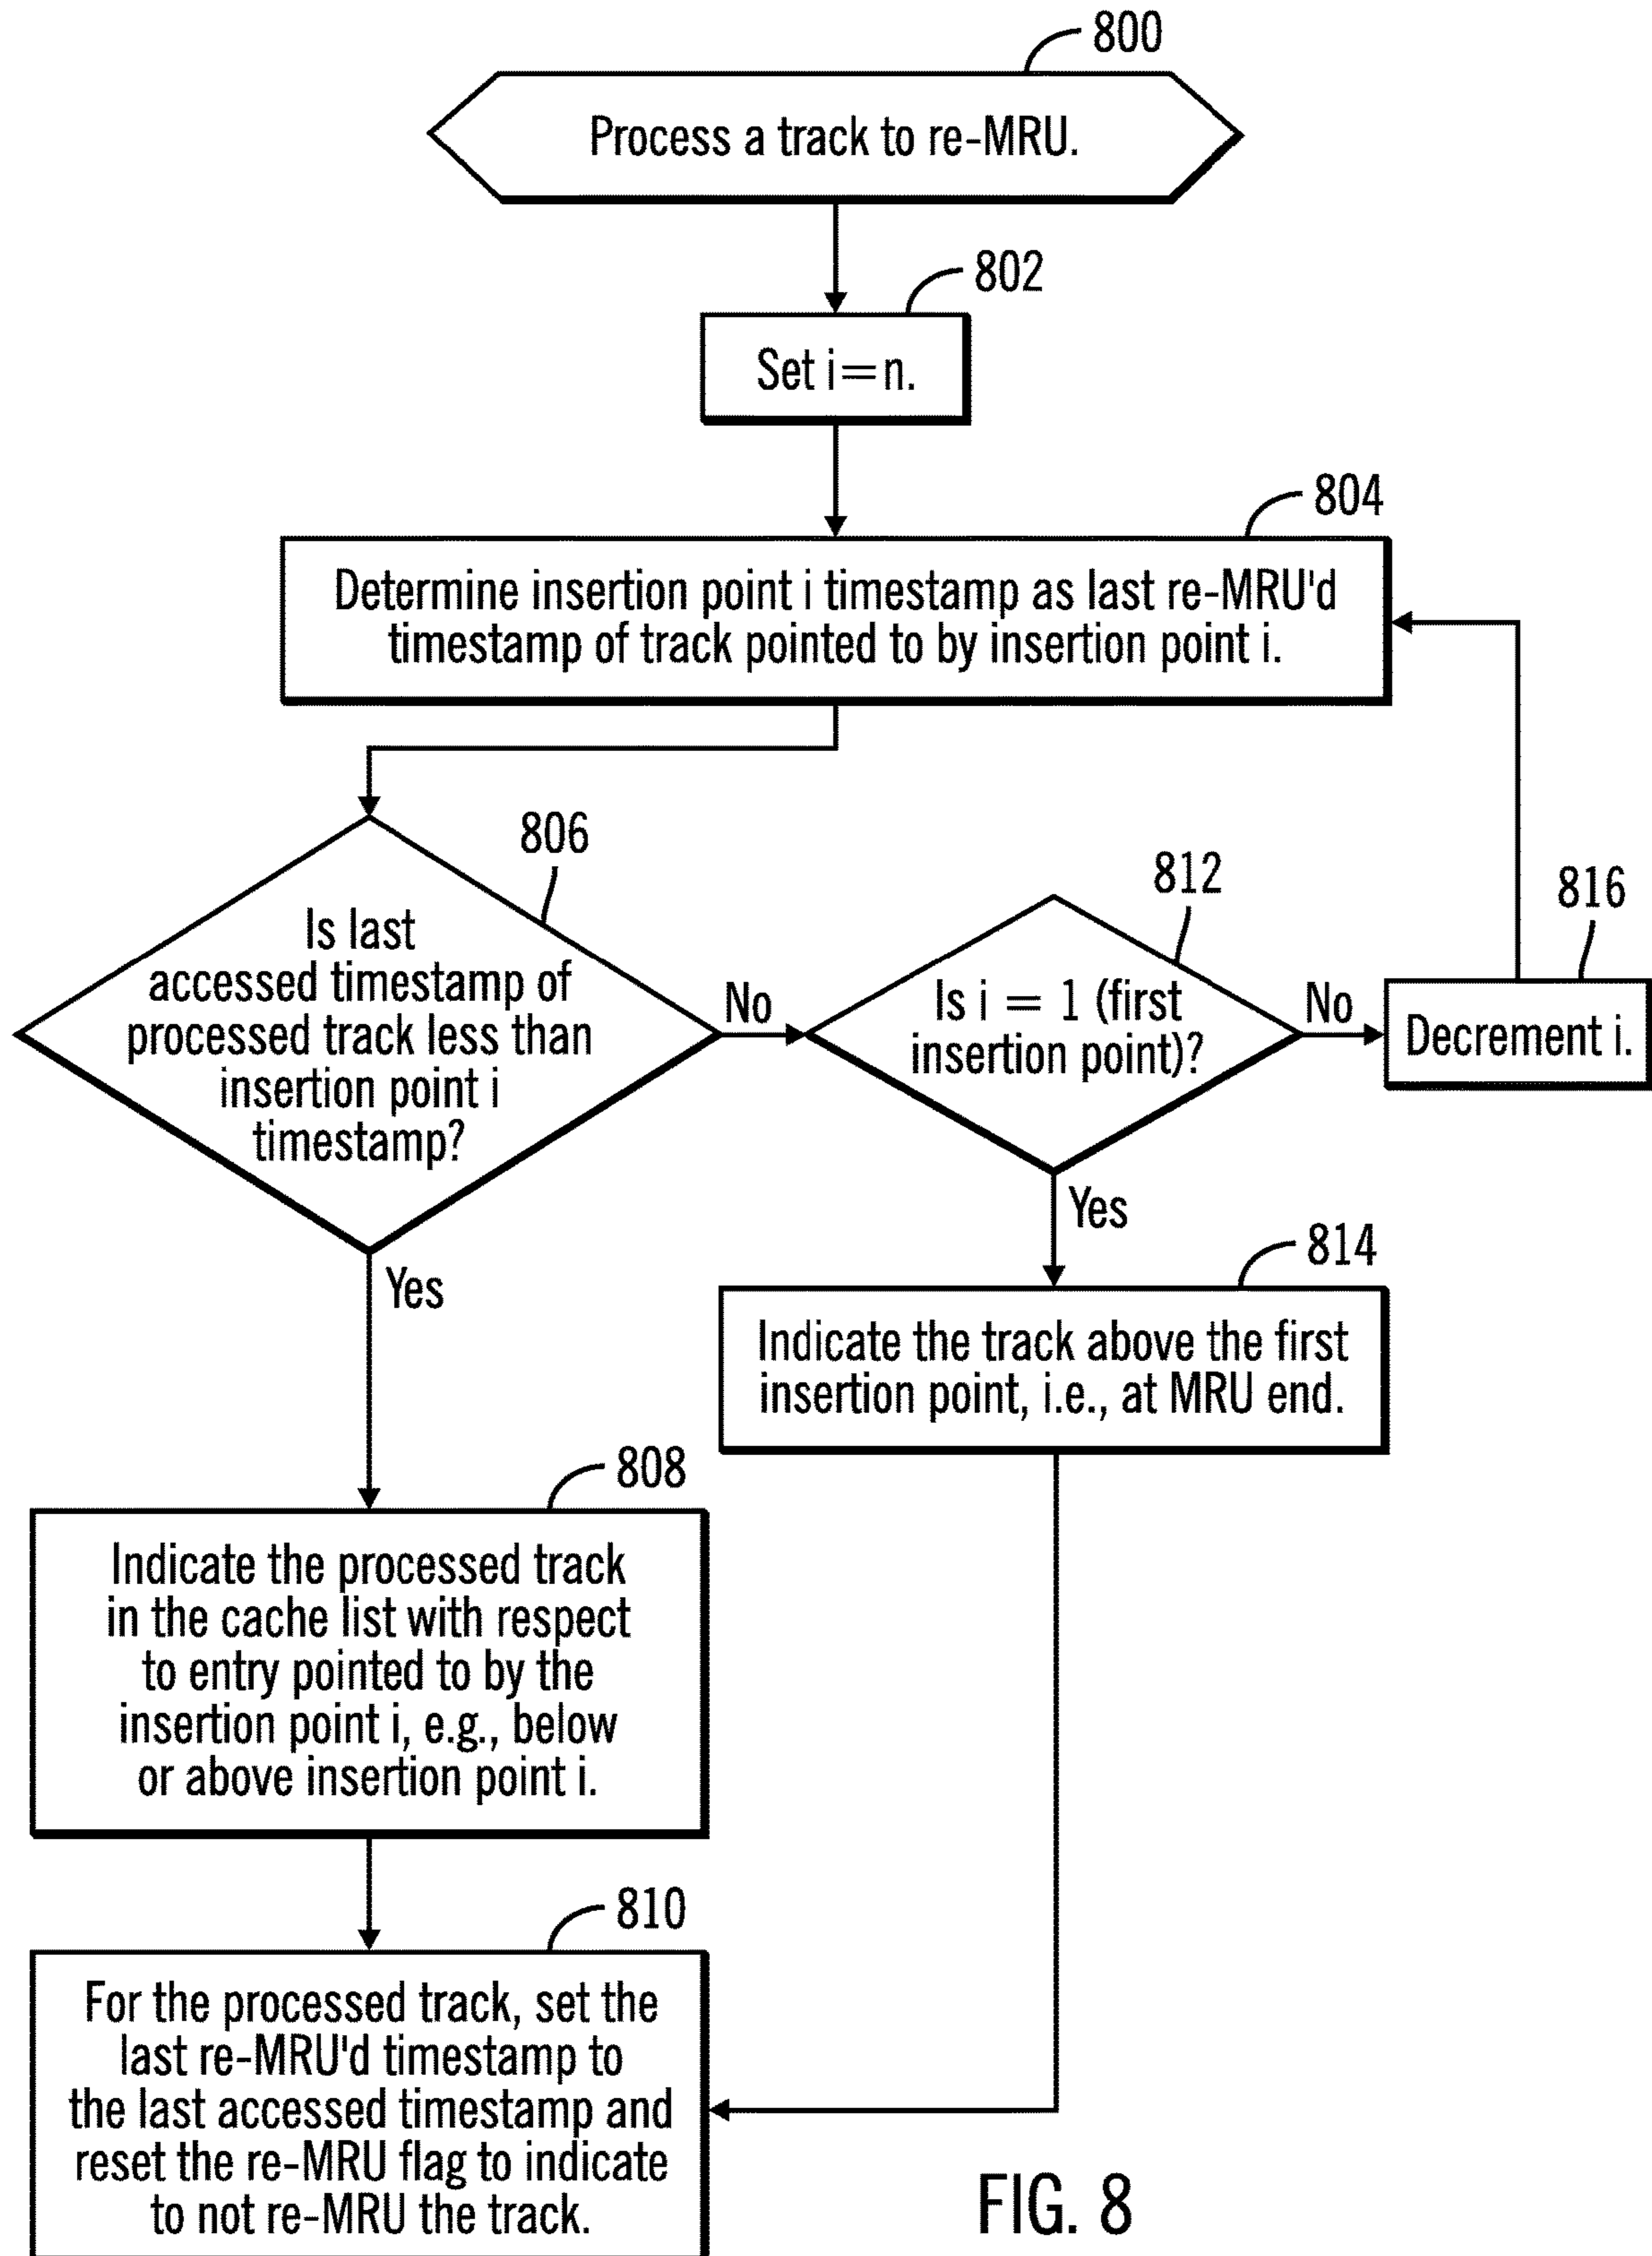 800
Process a track to re-MRU.
802
Set i=n.
804
Determine insertion point i timestamp as last re-MRU'd
timestamp of track pointed to by insertion point i.
806
Is last
accessed timestamp of
processed track less than
insertion point i
timestamp?
No
812
Is i = 1 (first
insertion point)?
No
816
Decrement i.
Yes
Yes
814
Indicate the track above the first
insertion point, i.e., at MRU end.
808
Indicate the processed track
in the cache list with respect
to entry pointed to by the
insertion point i, e.g., below
or above insertion point i.
810
For the processed track, set the
last re-MRU'd timestamp to
the last accessed timestamp and
reset the re-MRU flag to indicate
to not re-MRU the track.
FIG. 8